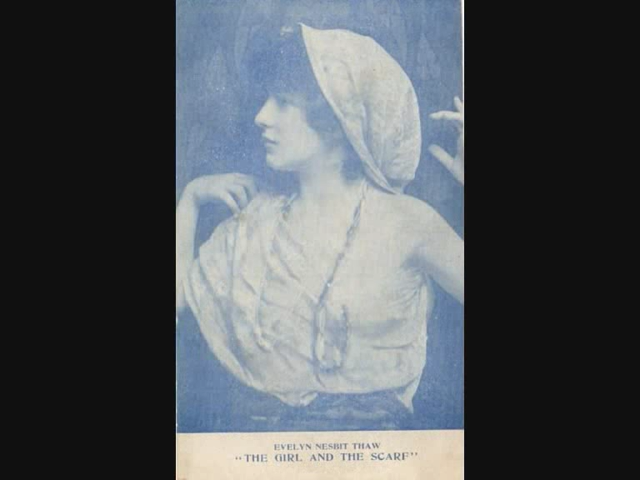 EVELYN NESBIT THAW
"THE GIRL AND THE SCARF"